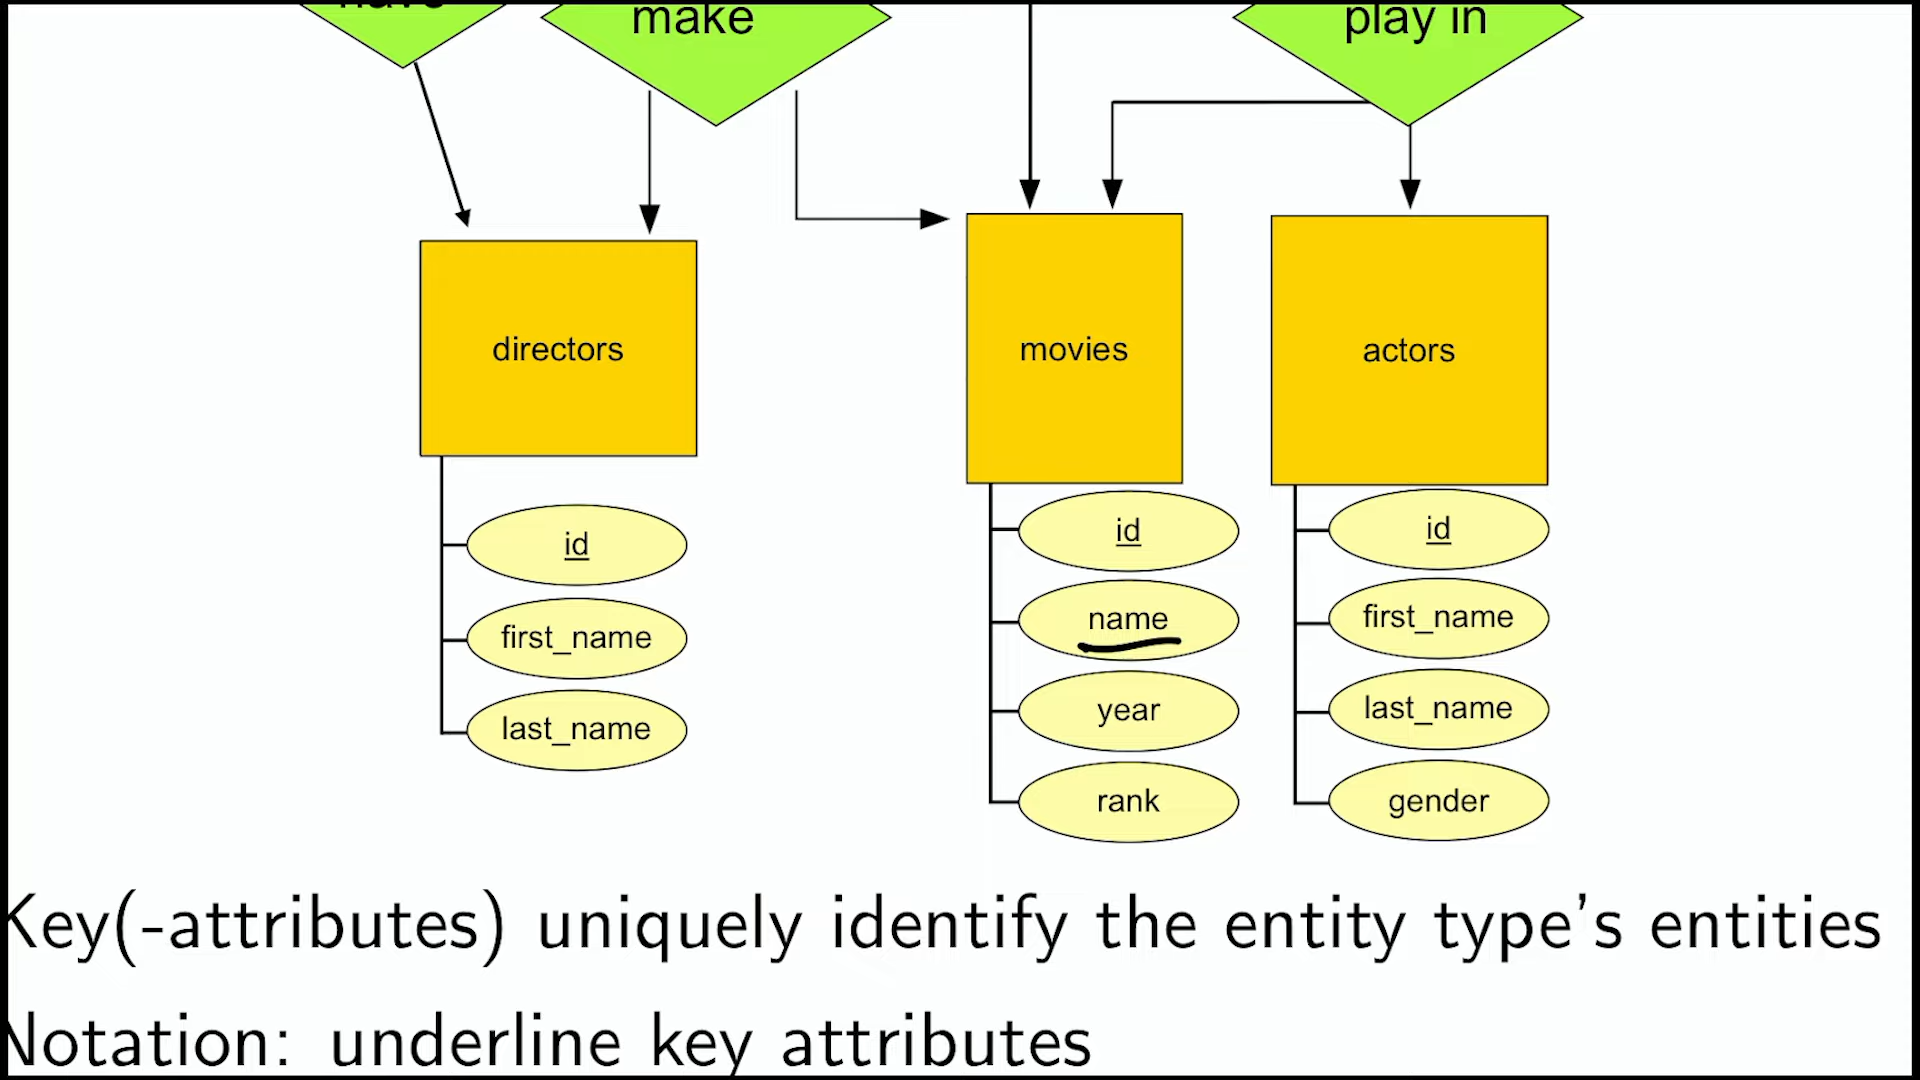 have
make
play in
directors
movies
actors
id
first_name
last_name
id
name
year
rank
id
first_name
last_name
gender
Key(-attributes) uniquely identify the entity type's entities
Notation: underline key attributes